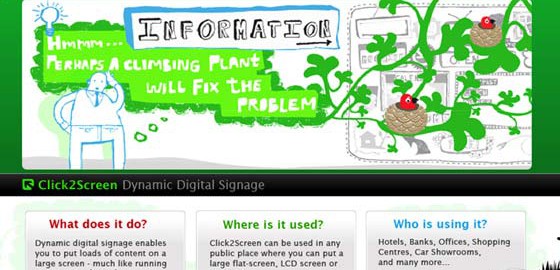 INFORMATION
HMMMM...
PERHAPS A CLIMBING PLANT
WILL FIX THE
PROBLEM
Click2Screen Dynamic Digital Signage
What does it do?
Dynamic digital signage enables
you to put loads of content on a
large screen - much like running
Where is it used?
Click2Screen can be used in any
public place where you can put a
large flat-screen, LCD screen or
Who is using it?
Hotels, Banks, Offices, Shopping
Centres, Car Showrooms,
and many more...